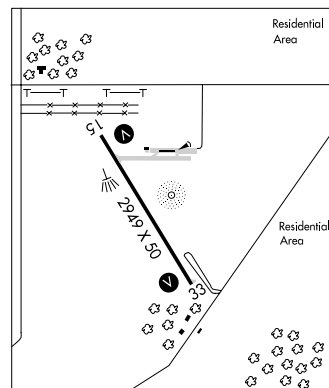 Residential
Area
15
V
2949 X 50
Residential
Area
V
33